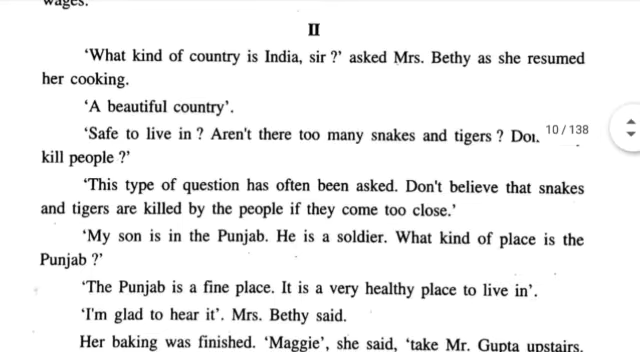 wages.
II
‘What kind of country is India, sir ?’ asked Mrs. Bethy as she resumed
her cooking.
‘A beautiful country’.
‘Safe to live in ? Aren't there too many snakes and tigers ?
10 / 138
kill people ?’
‘This type of question has often been asked. Don't believe that snakes
and tigers are killed by the people if they come too close.’
‘My son is in the Punjab. He is a soldier. What kind of place is the
Punjab ?’
‘The Punjab is a fine place. It is a very healthy place to live in’.
‘I'm glad to hear it’. Mrs. Bethy said.
Her baking was finished. ‘Maggie’, she said, ‘take Mr. Gupta upstairs.